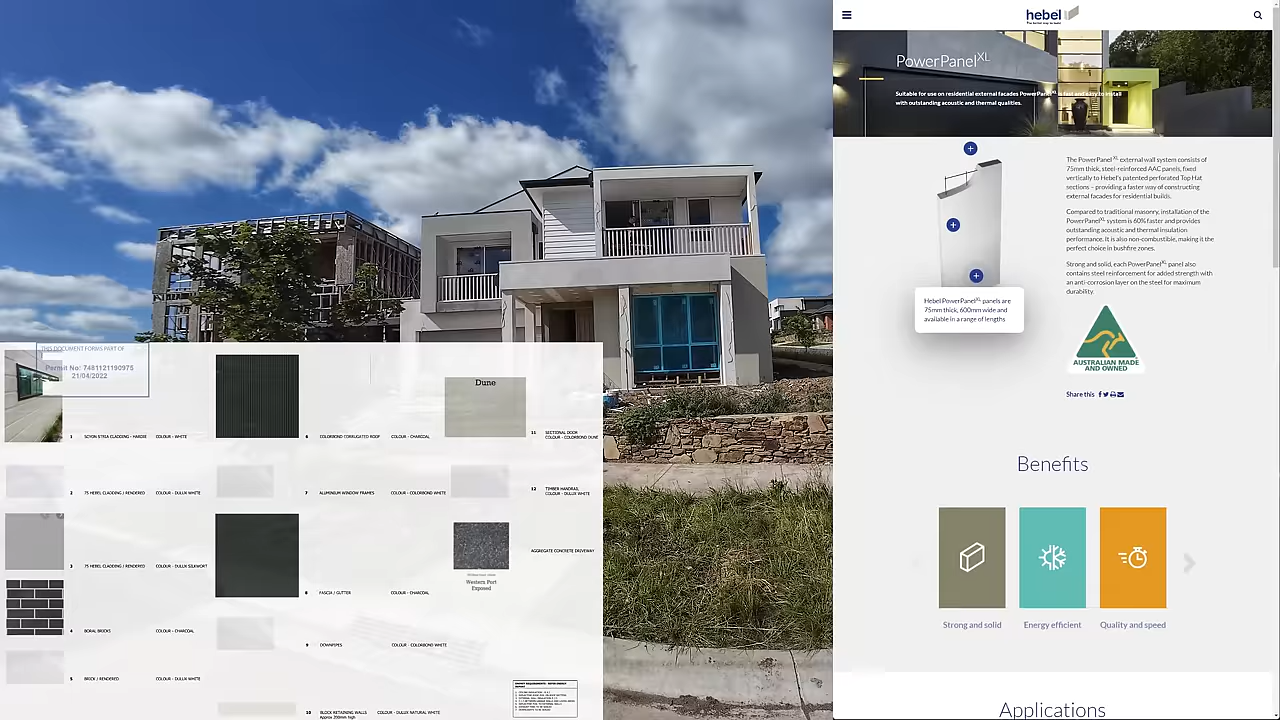 THIS DOCUMENT FORMS PART OF
Permit No: 7481121190975
21/04/2022
1 SCYON STRIA CLADDING - HARDIE COLOUR - WHITE
2 75 HEBEL CLADDING / RENDERED COLOUR - DULUX WHITE
3 75 HEBEL CLADDING / RENDERED COLOUR - DULUX SILKWORT
4 BORAL BRICKS COLOUR - CHARCOAL
5 BRICK / RENDERED COLOUR - DULUX WHITE
6 COLORBOND CORRUGATED ROOF COLOUR - CHARCOAL
7 ALUMINIUM WINDOW FRAMES COLOUR - COLORBOND WHITE
8 FASCIA / GUTTER COLOUR - CHARCOAL
9 DOWNPIPES COLOUR - COLORBOND WHITE
10 BLOCK RETAINING WALLS COLOUR - DULUX NATURAL WHITE
Approx 200mm high
Dune
11 SECTIONAL DOOR
COLOUR - COLORBOND DUNE
12 TIMBER HANDRAIL
COLOUR - DULUX WHITE
AGGREGATE CONCRETE DRIVEWAY
Western Port
Exposed
hebel
The better way to build
PowerPanelXL
Suitable for use on residential external facades PowerPanelXL is fast and easy to install
with outstanding acoustic and thermal qualities.
The PowerPanelXL external wall system consists of
75mm thick, steel-reinforced AAC panels, fixed
vertically to Hebel's patented perforated Top Hat
sections – providing a faster way of constructing
external facades for residential builds.
Compared to traditional masonry, installation of the
PowerPanelXL system is 60% faster and provides
outstanding acoustic and thermal insulation
performance. It is also non-combustible, making it the
perfect choice in bushfire zones.
Strong and solid, each PowerPanelXL panel also
contains steel reinforcement for added strength with
an anti-corrosion layer on the steel for maximum
durability.
Hebel PowerPanelXL panels are
75mm thick, 600mm wide and
available in a range of lengths
AUSTRALIAN MADE
AND OWNED
Share this
Benefits
Strong and solid
Energy efficient
Quality and speed
Applications